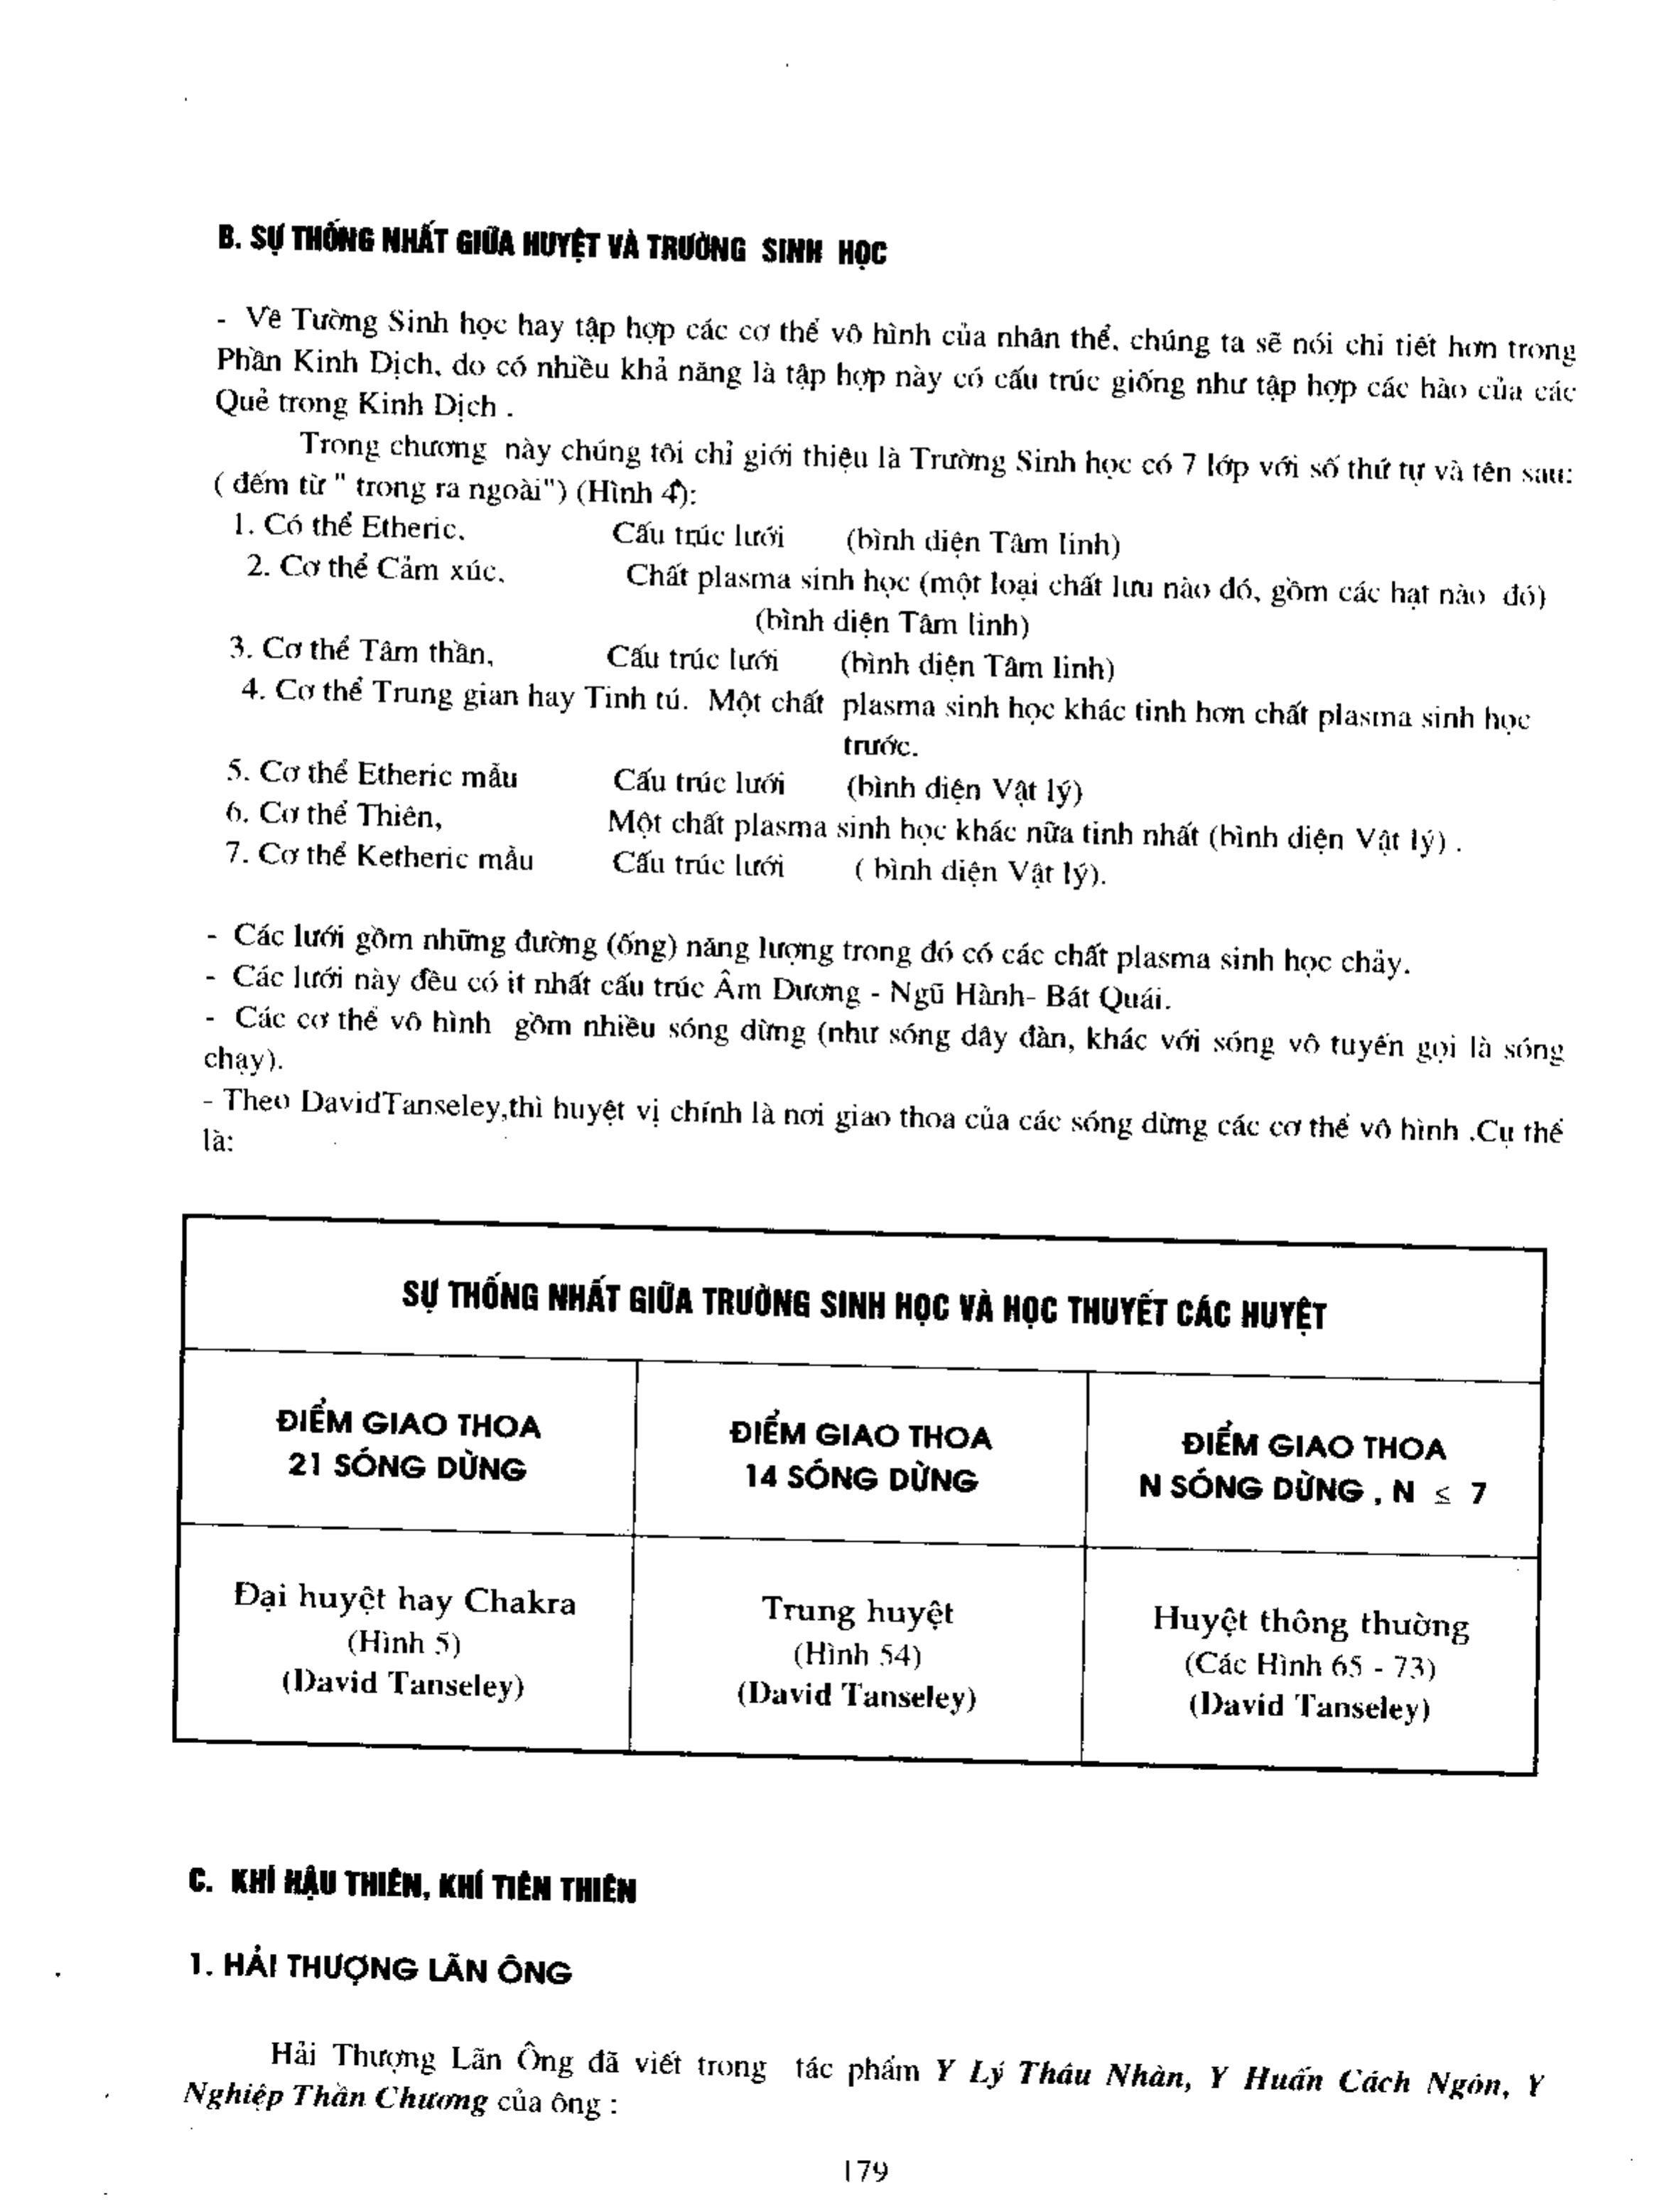 B. SỰ THỐNG NHẤT GIỮA HUYỆT VÀ TRƯỜNG SINH HỌC
- Về Tường Sinh học hay tập hợp các cơ thể vô hình của nhân thể, chúng ta sẽ nói chi tiết hơn trong
Phần Kinh Dịch, do có nhiều khả năng là tập hợp này có cấu trúc giống như tập hợp các hào của các
Quẻ trong Kinh Dịch .
Trong chương này chúng tôi chỉ giới thiệu là Trường Sinh học có 7 lớp với số thứ tự và tên sau:
( đếm từ " trong ra ngoài") (Hình 4):
1. Có thể Etheric. Cấu trúc lưới (bình diện Tâm linh)
2. Cơ thể Cảm xúc. Chất plasma sinh học (một loại chất lưu nào đó, gồm các hạt nào đó)
(bình diện Tâm linh)
3. Cơ thể Tâm thần, Cấu trúc lưới (bình diện Tâm linh)
4. Cơ thể Trung gian hay Tinh tú. Một chất plasma sinh học khác tinh hơn chất plasma sinh học
trước.
5. Cơ thể Etheric mẫu Cấu trúc lưới (bình diện Vật lý)
6. Cơ thể Thiên, Một chất plasma sinh học khác nữa tinh nhất (bình diện Vật lý) .
7. Cơ thể Ketheric mẫu Cấu trúc lưới ( bình diện Vật lý).
- Các lưới gồm những đường (ống) năng lượng trong đó có các chất plasma sinh học chảy.
- Các lưới này đều có it nhất cấu trúc Âm Dương - Ngũ Hành- Bát Quái.
- Các cơ thể vô hình gồm nhiều sóng dừng (như sóng dây đàn, khác với sóng vô tuyến gọi là sóng
chạy).
- Theo DavidTanseley,thì huyệt vị chính là nơi giao thoa của các sóng dừng các cơ thể vô hình .Cụ thể
là:
SỰ THỐNG NHẤT GIỮA TRƯỜNG SINH HỌC VÀ HỌC THUYẾT CÁC HUYỆT
ĐIỂM GIAO THOA
21 SÓNG DỪNG
ĐIỂM GIAO THOA
14 SÓNG DỪNG
ĐIỂM GIAO THOA
N SÓNG DỪNG , N ≤ 7
Đại huyệt hay Chakra
(Hình 5)
(David Tanseley)
Trung huyệt
(Hình 54)
(David Tanseley)
Huyệt thông thường
(Các Hình 65 - 73)
(David Tanseley)
C. KHÍ HẬU THIÊN, KHÍ TIÊN THIÊN
1. HẢI THƯỢNG LÃN ÔNG
Hải Thượng Lãn Ông đã viết trong tác phẩm Y Lý Thâu Nhàn, Y Huấn Cách Ngôn, Y
Nghiệp Thần Chương của ông :
179